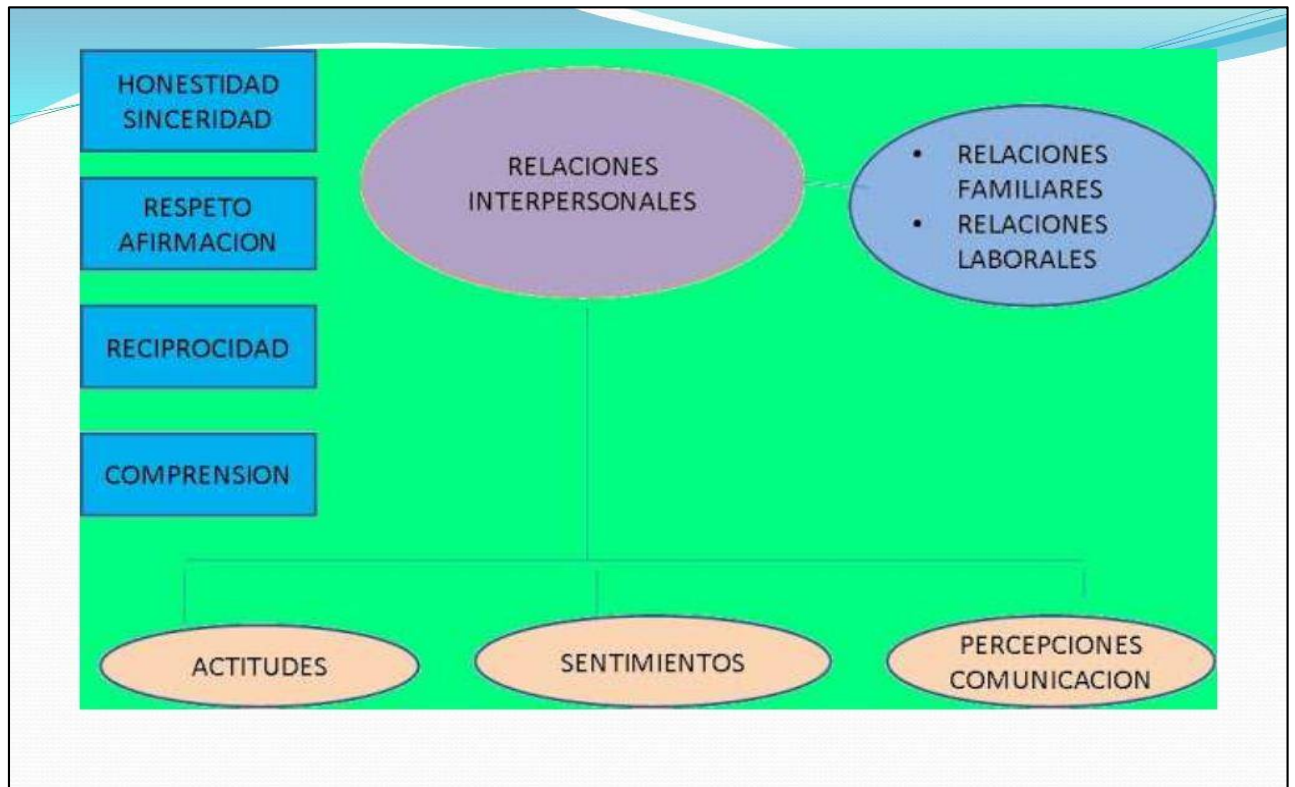 HONESTIDAD
SINCERIDAD
RESPETO
AFIRMACION
RECIPROCIDAD
COMPRENSION
RELACIONES
INTERPERSONALES
• RELACIONES
FAMILIARES
• RELACIONES
LABORALES
ACTITUDES
SENTIMIENTOS
PERCEPCIONES
COMUNICACION